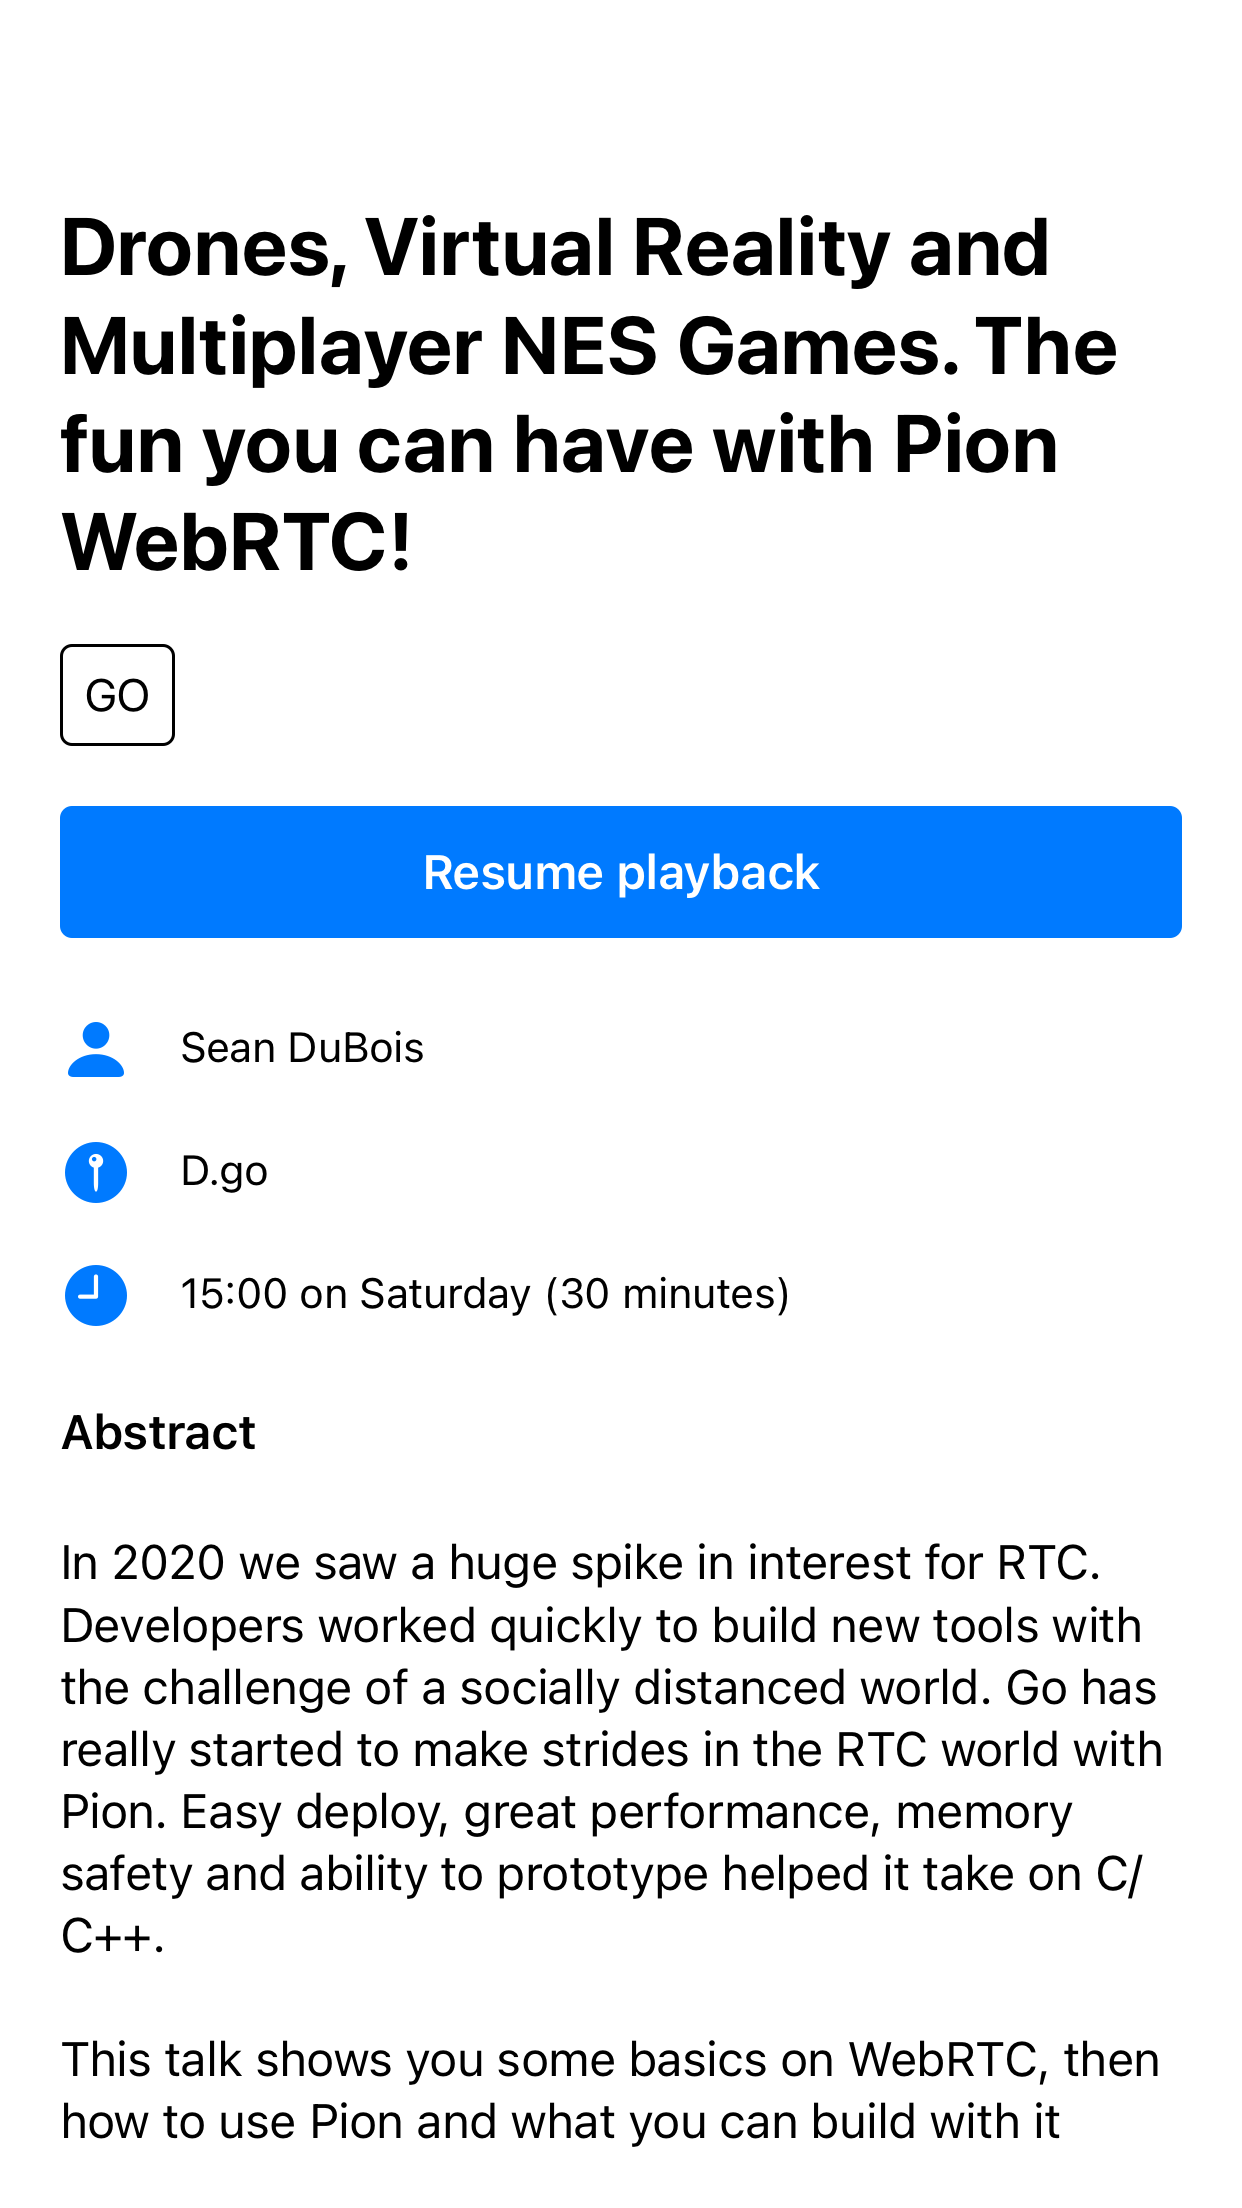 Drones, Virtual Reality and
Multiplayer NES Games. The
fun you can have with Pion
WebRTC!
GO
Resume playback
Sean DuBois
D.go
15:00 on Saturday (30 minutes)
Abstract
In 2020 we saw a huge spike in interest for RTC.
Developers worked quickly to build new tools with
the challenge of a socially distanced world. Go has
really started to make strides in the RTC world with
Pion. Easy deploy, great performance, memory
safety and ability to prototype helped it take on C/
C++.
This talk shows you some basics on WebRTC, then
how to use Pion and what you can build with it